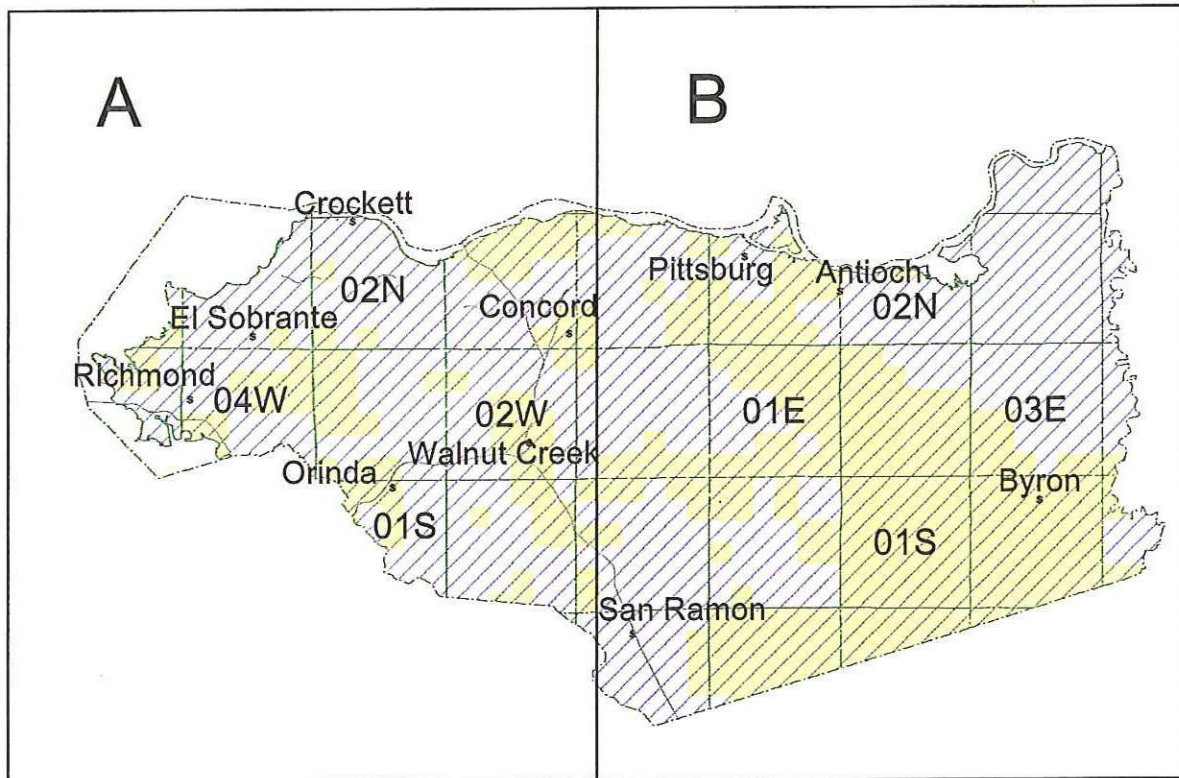 A
B
Crockett
02N
Pittsburg
Antioch
02N
El Sobrante
Concord
Richmond
04W
02W
01E
03E
Orinda
Walnut Creek
Byron
01S
01S
San Ramon